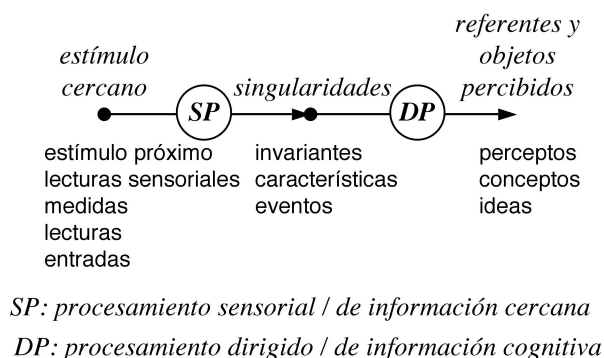 referentes y
estímulo objetos
cercano singularidades percibidos
SP DP
estímulo próximo invariantes perceptos
lecturas sensoriales características conceptos
medidas eventos ideas
lecturas
entradas
SP: procesamiento sensorial / de información cercana
DP: procesamiento dirigido / de información cognitiva